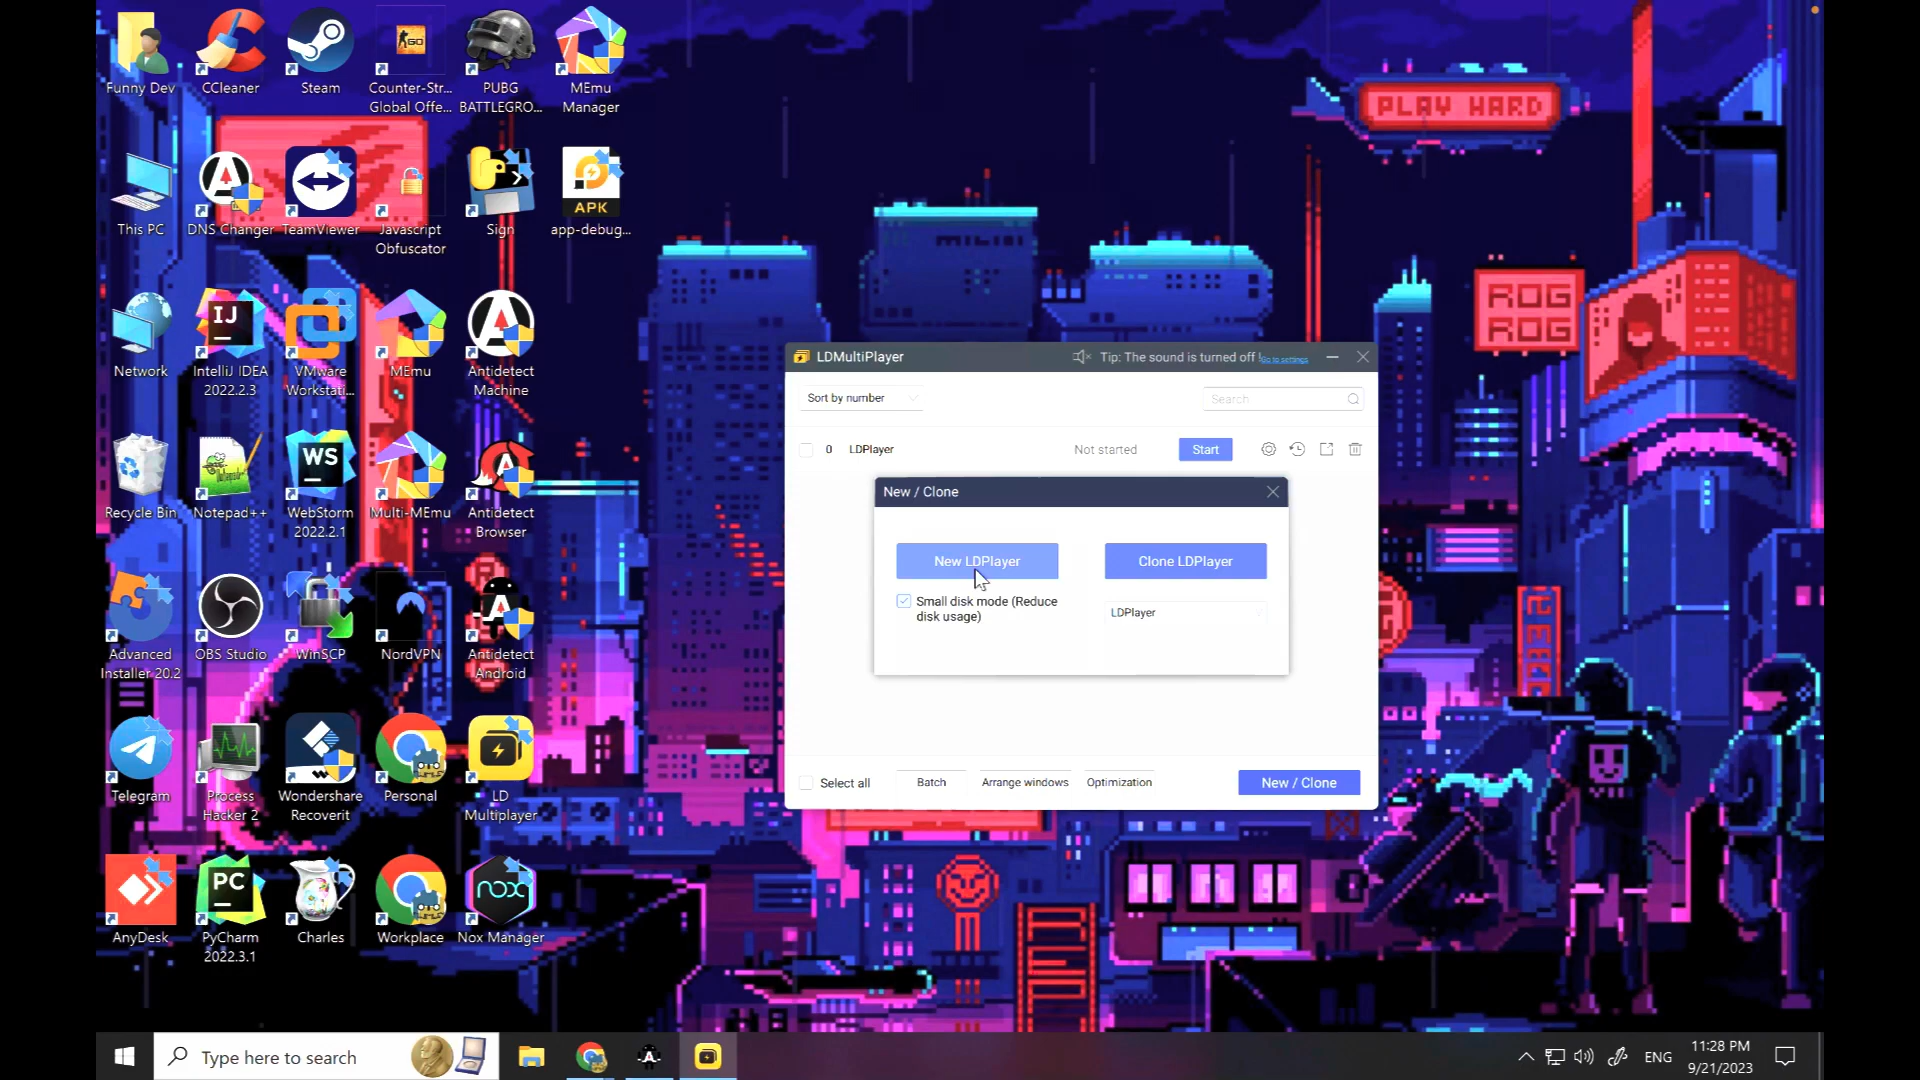 Funny Dev
CCleaner
Steam
Counter-Str...
Global Offe...
PUBG
BATTLEGRO...
MEmu
Manager
GO
PLAY HARD
This PC
DNS Changer
TeamViewer
Javascript
Obfuscator
Sign
APK
app-debug...
ROG
ROG
Network
IJ
IntelliJ IDEA
2022.2.3
VMware
Workstati...
MEmu
Antidetect
Machine
LDMultiPlayer
Tip: The sound is turned off !Go to settings
Sort by number
Search
0
LDPlayer
Not started
Start
Recycle Bin
Notepad++
WS
WebStorm
2022.2.1
Multi-MEmu
Antidetect
Browser
New / Clone
New LDPlayer
Clone LDPlayer
Small disk mode (Reduce
disk usage)
LDPlayer
Advanced
Installer 20.2
OBS Studio
WinSCP
NordVPN
Antidetect
Android
Telegram
Process
Hacker 2
Wondershare
Recoverit
Personal
LD
Multiplayer
Select all
Batch
Arrange windows
Optimization
New / Clone
AnyDesk
PC
PyCharm
2022.3.1
Charles
Workplace
nox
Nox Manager
Type here to search
ENG
11:28 PM
9/21/2023